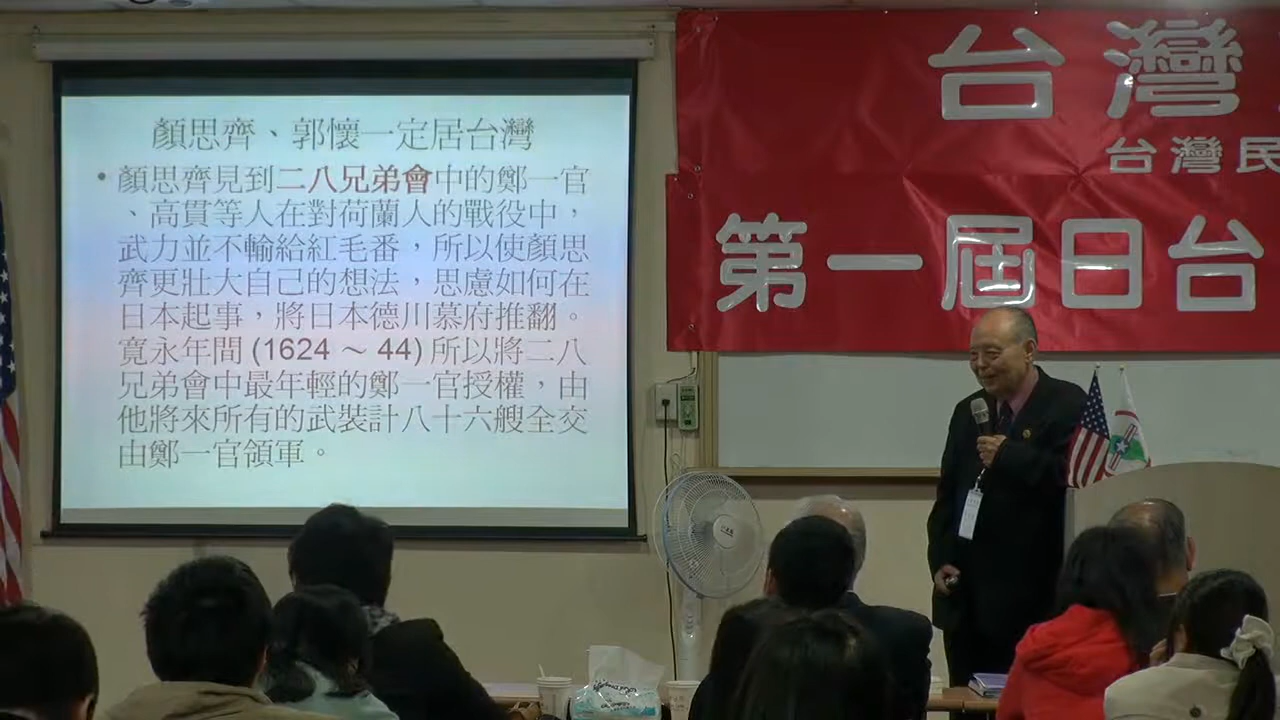 顏思齊、郭懷一定居台灣
• 顏思齊見到二八兄弟會中的鄭一官
、高貫等人在對荷蘭人的戰役中，
武力並不輸給紅毛番，所以使顏思
齊更壯大自己的想法，思慮如何在
日本起事，將日本德川慕府推翻。
寬永年間 (1624 ～ 44) 所以將二八
兄弟會中最年輕的鄭一官授權，由
他將來所有的武裝計八十六艘全交
由鄭一官領軍。
台灣
台灣民
第一屆日台